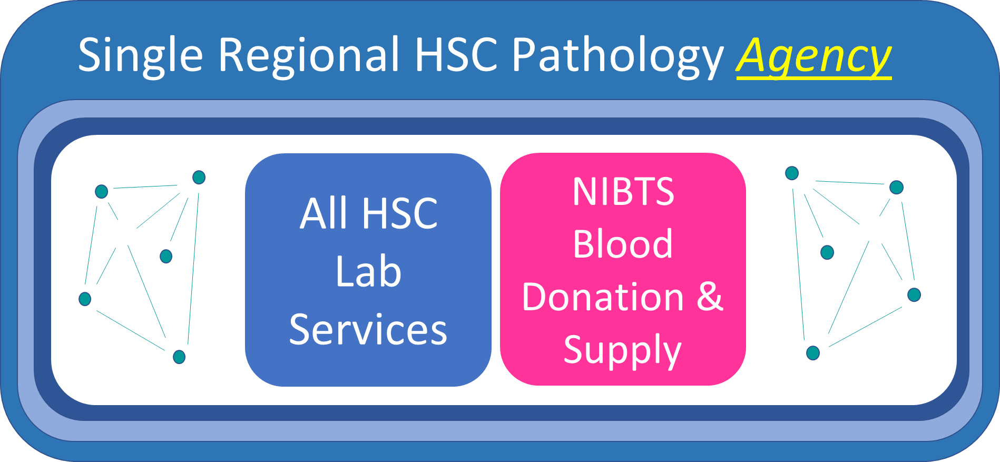 Single Regional HSC Pathology Agency
All HSC
Lab
Services
NIBTS
Blood
Donation &
Supply